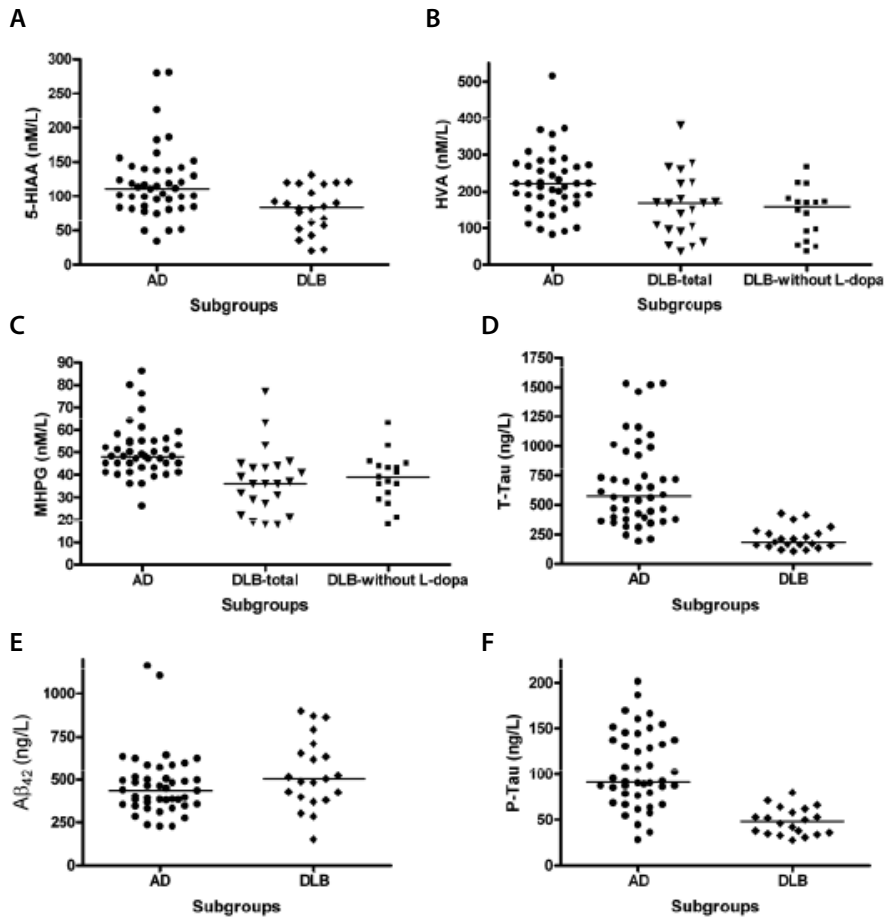 A
5-HIAA (nM/L)
300
250
200
150
100
50
0
AD
DLB
Subgroups
B
HVA (nM/L)
500
400
300
200
100
0
AD
DLB-total
DLB-without L-dopa
Subgroups
C
MHPG (nM/L)
90
80
70
60
50
40
30
20
10
0
AD
DLB-total
DLB-without L-dopa
Subgroups
D
T-Tau (ng/L)
1750
1500
1250
1000
750
500
250
0
AD
DLB
Subgroups
E
Aβ42 (ng/L)
1000
750
500
250
0
AD
DLB
Subgroups
F
P-Tau (ng/L)
200
150
100
50
0
AD
DLB
Subgroups